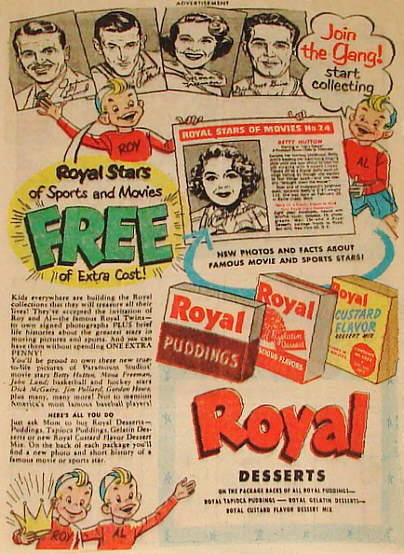 ADVERTISEMENT
Join
the Gang!
start
collecting
ROY
AL
ROYAL STARS OF MOVIES No 24
BETTY HUTTON
Royal Stars
of Sports and Movies
FREE
of Extra Cost!
NEW PHOTOS AND FACTS ABOUT
FAMOUS MOVIE AND SPORTS STARS!
Kids everywhere are building the Royal
collections that they will treasure all their
lives! They've accepted the invitation of
Roy and Al—the famous Royal Twins—
to own signed photographs PLUS brief
life histories about the greatest stars in
moving pictures and sports. And you can
have them without spending ONE EXTRA
PENNY!
You'll be proud to own these new true-
to-life pictures of Paramount Studios'
movie stars Betty Hutton, Mona Freeman,
John Lund; basketball and hockey stars
Dick McGuire, Jim Pollard, Gordon Howe,
plus many, many more! Not to mention
America's most famous baseball players!
HERE'S ALL YOU DO
Just ask Mom to buy Royal Desserts—
Puddings, Tapioca Puddings, Gelatin Des-
serts or new Royal Custard Flavor Dessert
Mix. On the back of each package you'll
find a new photo and short history of a
famous movie or sports star.
Royal
PUDDINGS
Royal
Gelatin
Dessert
DELICIOUS FLAVORS
Royal
CUSTARD
FLAVOR
DESSERT MIX
Royal
DESSERTS
ON THE PACKAGE BACKS OF ALL ROYAL PUDDINGS—
ROYAL TAPIOCA PUDDINGS — ROYAL GELATIN DESSERTS—
ROYAL CUSTARD FLAVOR DESSERT MIX
ROY
AL